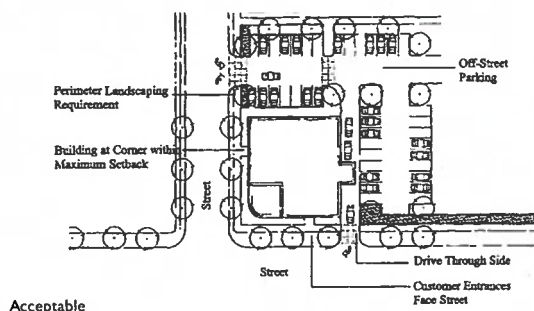 Off-Street
Parking
Perimeter Landscaping
Requirement
Building at Corner within
Maximum Setback
Street
Street
Drive Through Side
Customer Entrances
Face Street
Acceptable